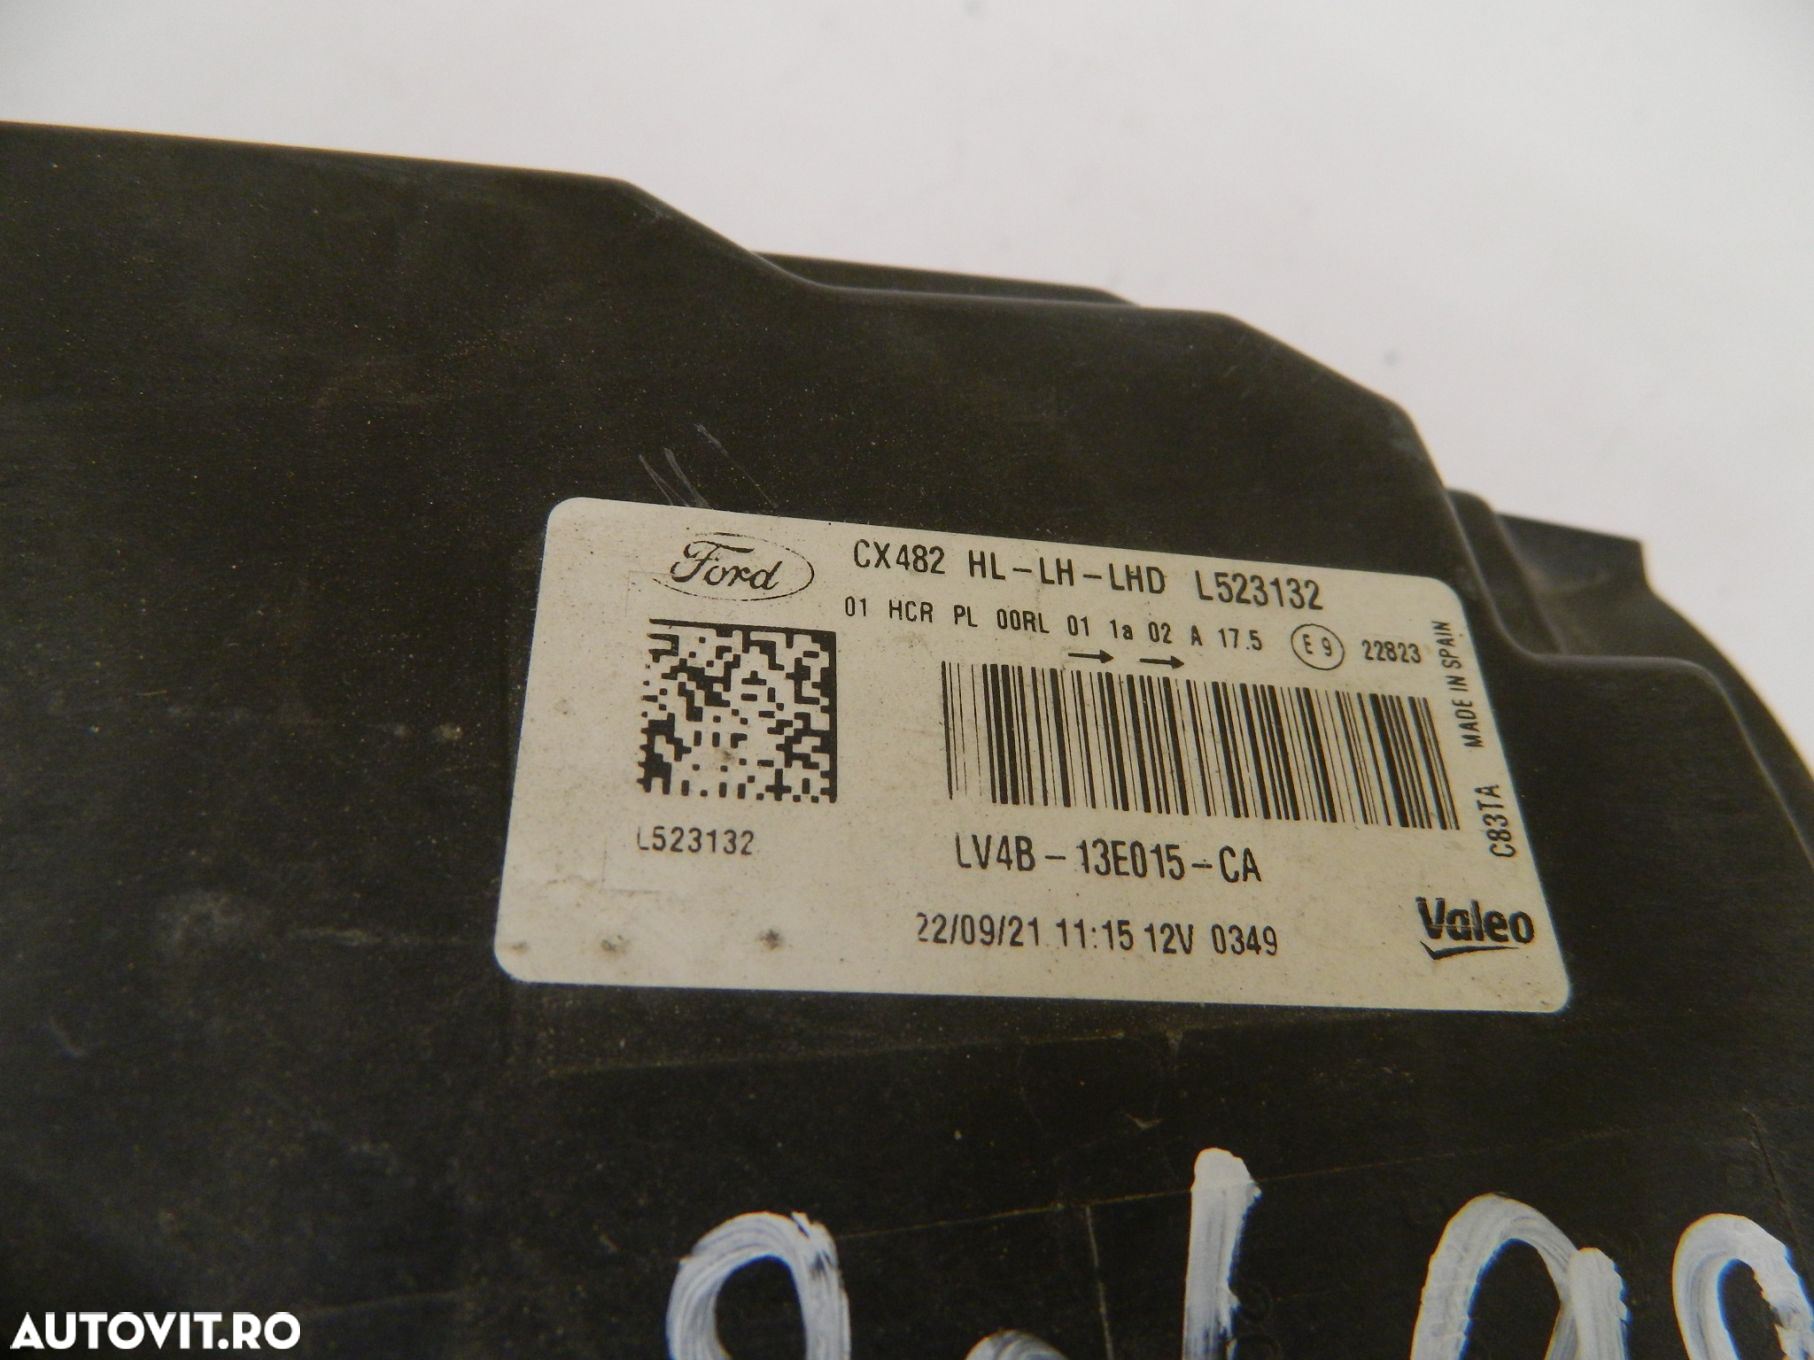 Ford
CX482 HL-LH-LHD L523132
01 HCR PL 00RL 01 1a 02 A 17.5 E9 22823
MADE IN SPAIN
C83TA
L523132
LV4B-13E015-CA
22/09/21 11:15 12V 0349
Valeo
AUTOVIT.RO